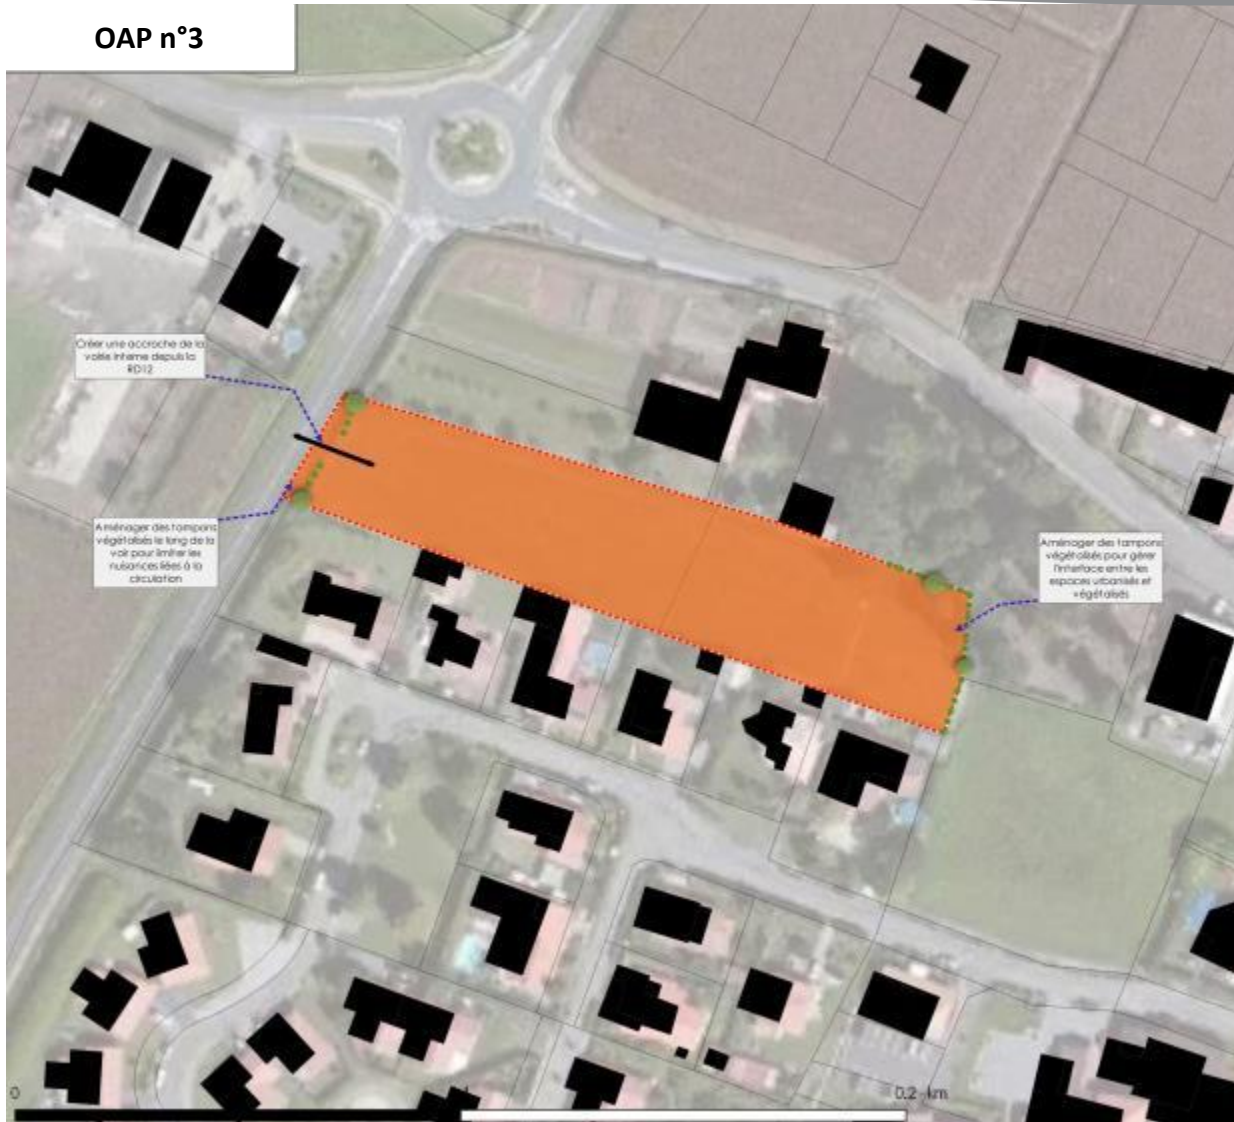 OAP n°3
Créer une accroche de la
voirie interne depuis la
RD12
Aménager des tampons
végétalisés le long de la
voir pour limiter les
nuisances liées à la
circulation
Aménager des tampons
végétalisés pour gérer
l'interface entre les
espaces urbanisés et
végétalisés
0
0.2 km